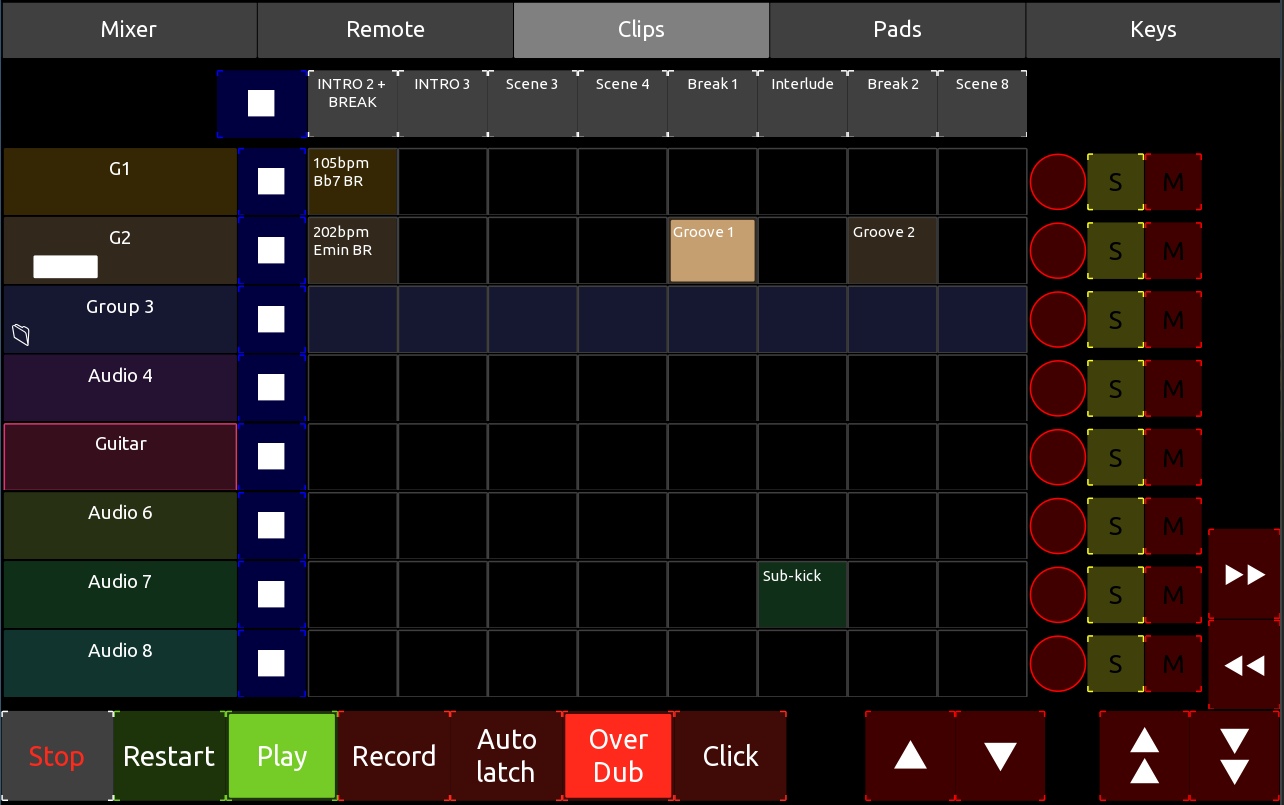 Mixer Remote Clips Pads Keys
INTRO 2 + INTRO 3 Scene 3 Scene 4 Break 1 Interlude Break 2 Scene 8
BREAK
G1 105bpm S M
Bb7 BR
G2 202bpm Groove 1 Groove 2 S M
Emin BR
Group 3 S M
Audio 4 S M
Guitar S M
Audio 6 S M
Audio 7 Sub-kick S M
Audio 8 S M
Stop Restart Play Record Auto Over Click
latch Dub